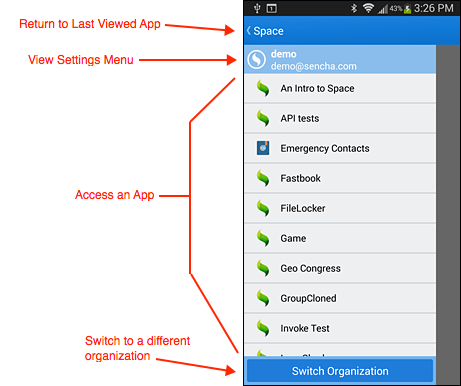 43% 3:26 PM
Return to Last Viewed App
Space
View Settings Menu
demo
demo@sencha.com
An Intro to Space
API tests
Emergency Contacts
Fastbook
Access an App
FileLocker
Game
Geo Congress
GroupCloned
Invoke Test
Switch to a different
organization
Switch Organization